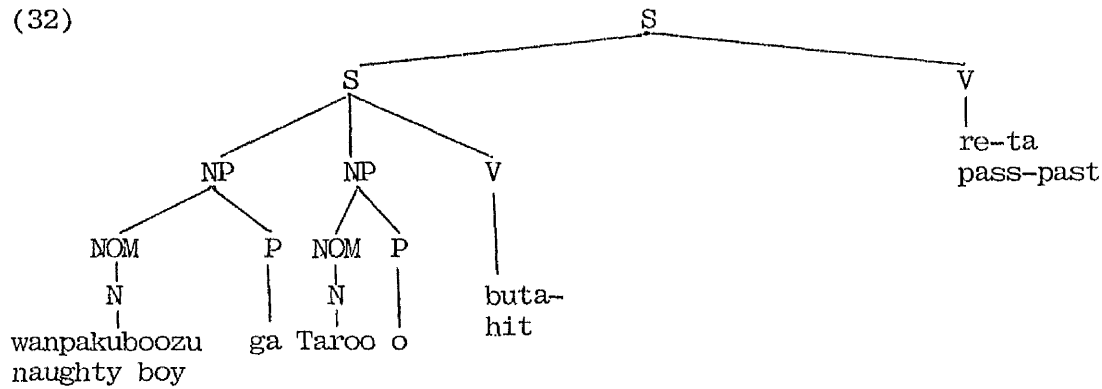 (32)
S
S V
re-ta
NP NP V pass-past
NOM P NOM P
N N buta-
hit
wanpakuboozu ga Taroo o
naughty boy